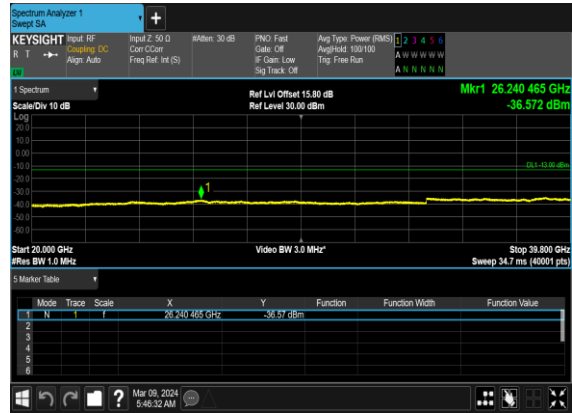 Spectrum Analyzer 1
Swept SA
KEYSIGHT Input: RF Input Z: 50 Ω #Atten: 30 dB PNO: Fast Avg Type: Power (RMS) 1 2 3 4 5 6
R T Coupling: DC Corr CCorr Gate: Off Avg|Hold: 100/100 A W W W W W
Align: Auto Freq Ref: Int (S) IF Gain: Low Trig: Free Run
LW Sig Track: Off A N N N N N
1 Spectrum Ref Lvl Offset 15.80 dB Mkr1 26.240 465 GHz
Scale/Div 10 dB Ref Level 30.00 dBm -36.572 dBm
Log
20.0
10.0
0.00
-10.0 DL1 -13.00 dBm
-20.0
-30.0 1
-40.0
-50.0
-60.0
Start 20.000 GHz Video BW 3.0 MHz* Stop 39.800 GHz
#Res BW 1.0 MHz Sweep 34.7 ms (40001 pts)
5 Marker Table
Mode Trace Scale X Y Function Function Width Function Value
1 N 1 f 26.240 465 GHz -36.57 dBm
2
3
4
5
6
? Mar 09, 2024
5:46:32 AM